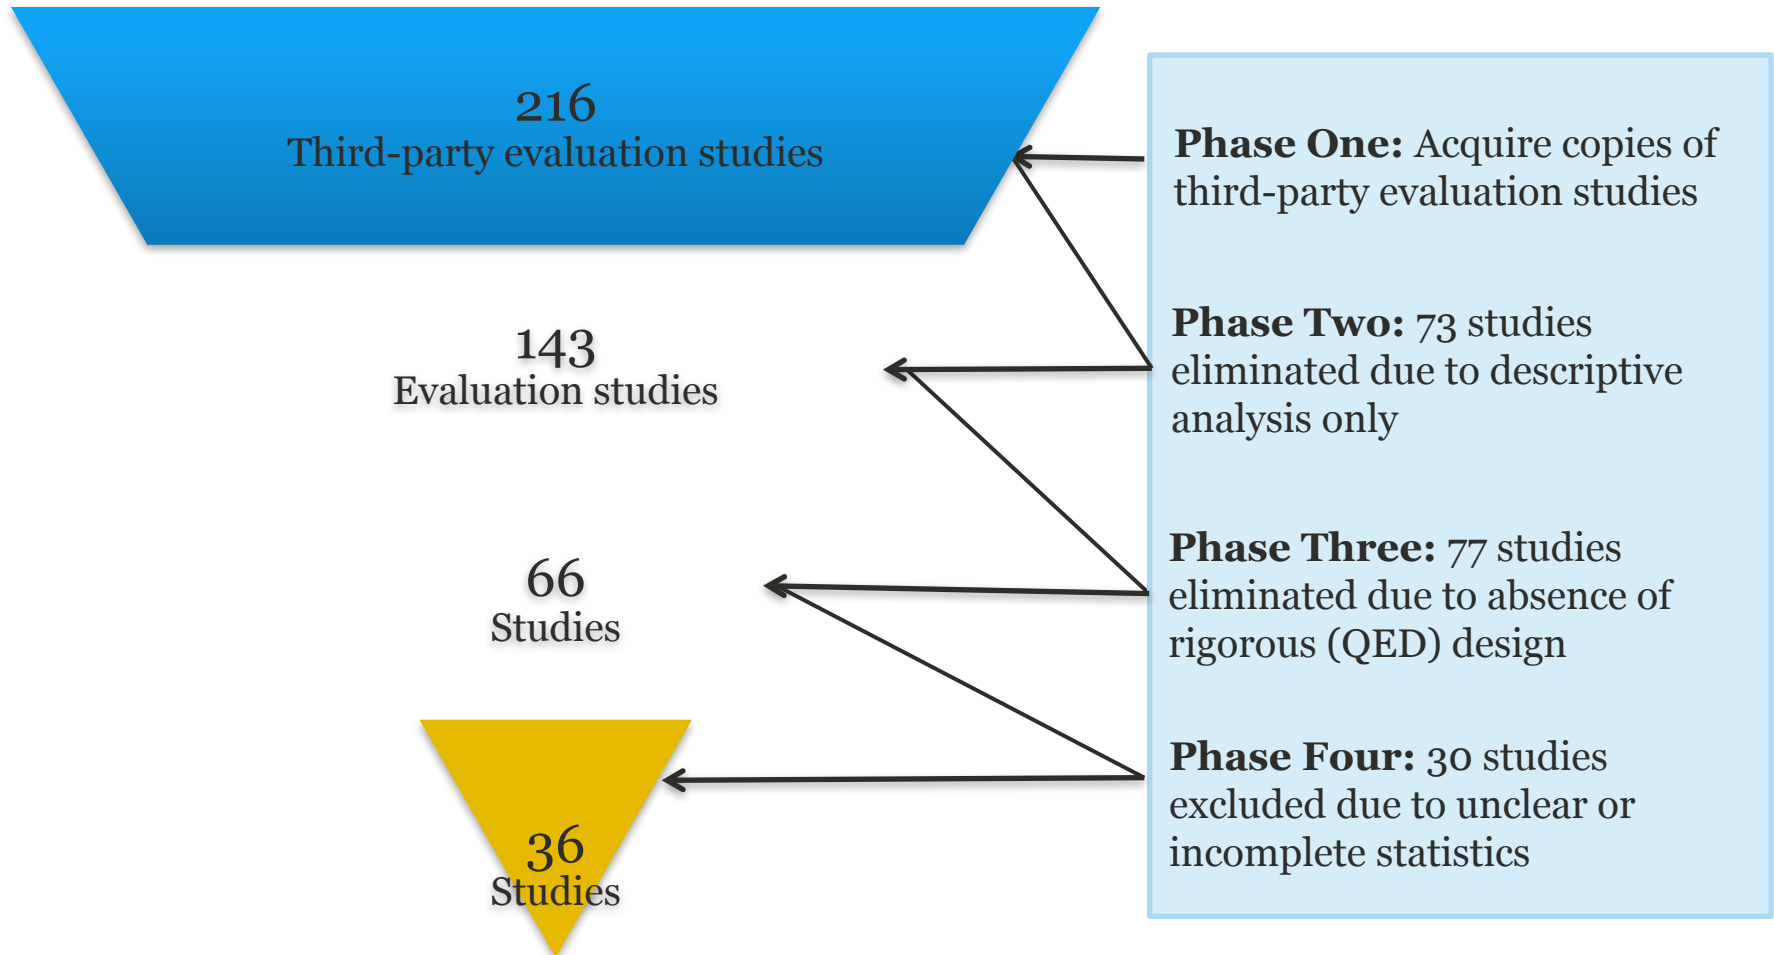 216
Third-party evaluation studies
143
Evaluation studies
66
Studies
36
Studies
Phase One: Acquire copies of
third-party evaluation studies
Phase Two: 73 studies
eliminated due to descriptive
analysis only
Phase Three: 77 studies
eliminated due to absence of
rigorous (QED) design
Phase Four: 30 studies
excluded due to unclear or
incomplete statistics